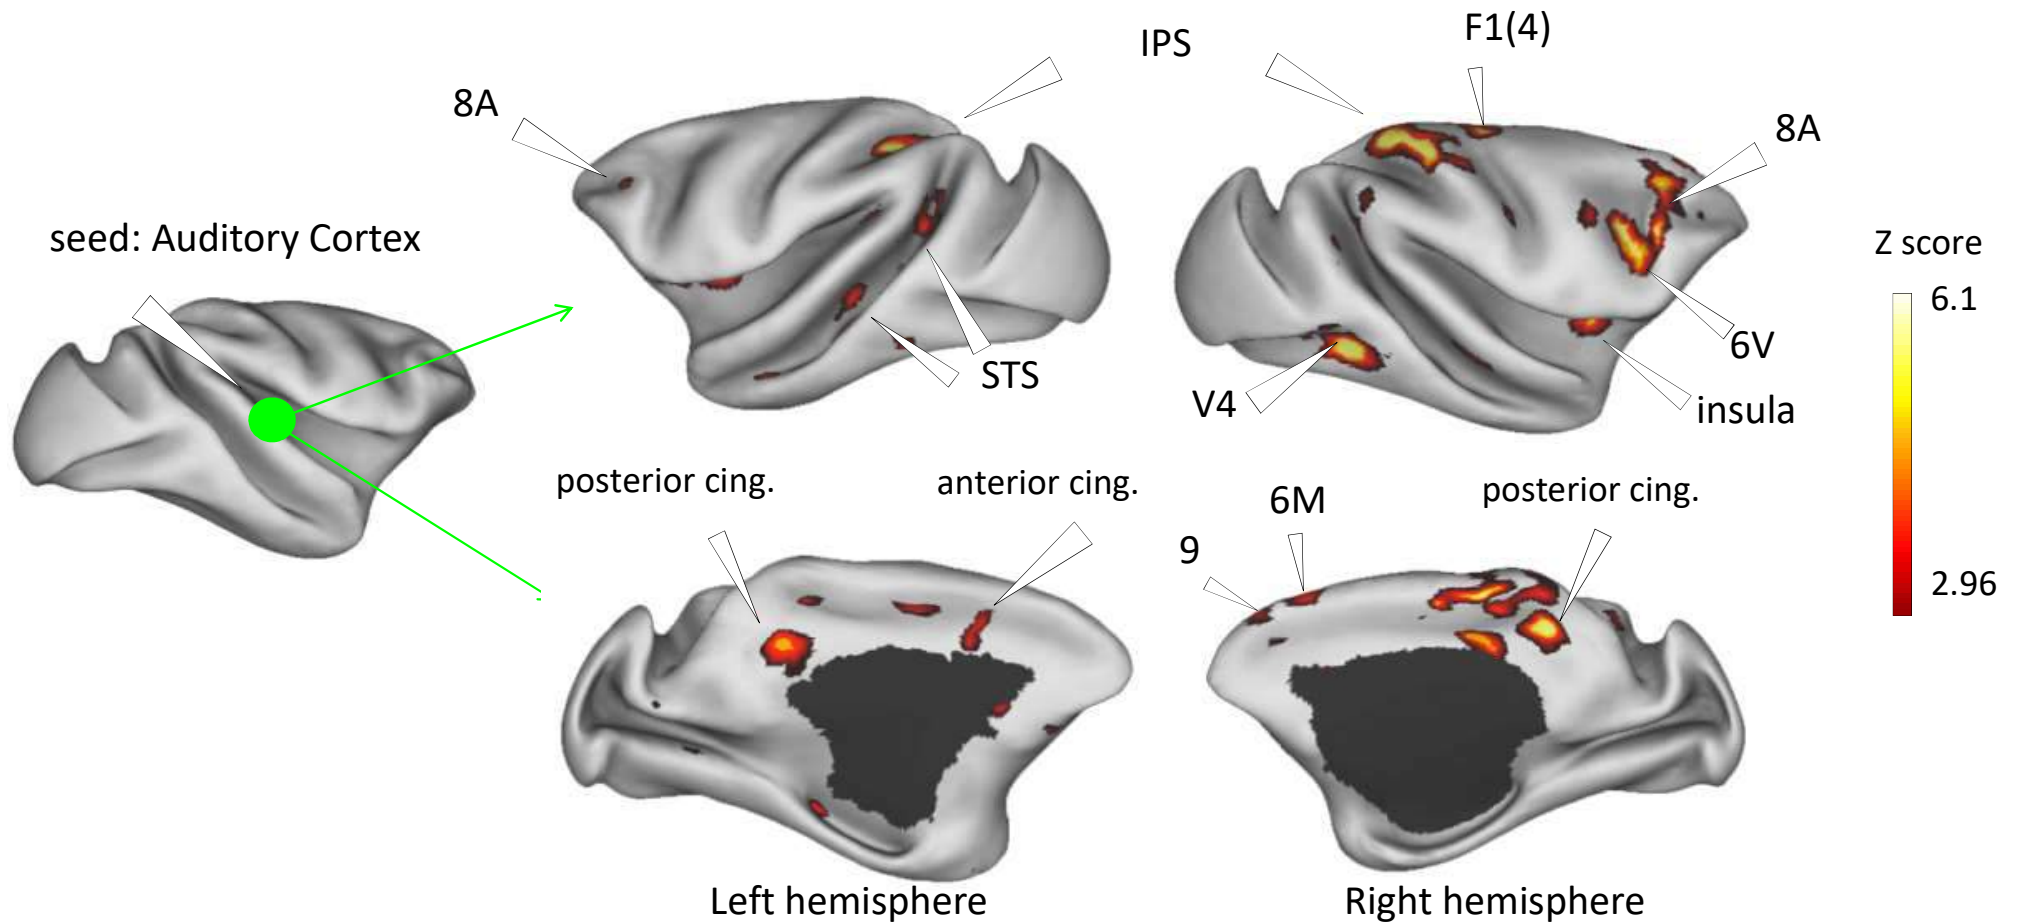 IPS
F1(4)
8A
8A
seed: Auditory Cortex
Z score
6.1
6V
STS
V4
insula
posterior cing.
anterior cing.
6M
posterior cing.
9
2.96
Left hemisphere
Right hemisphere